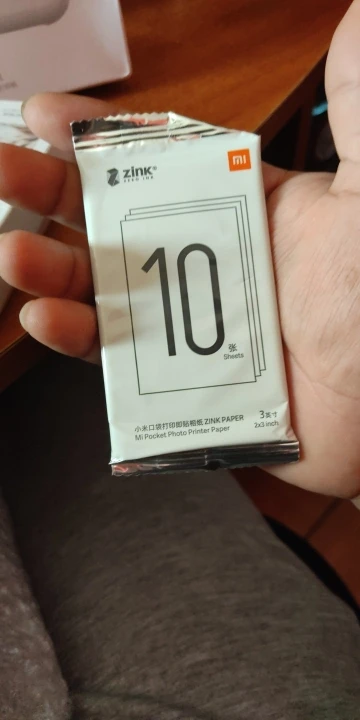 zink®
ZERO INK
mi
10
张
Sheets
小米口袋打印即贴相纸 ZINK PAPER
3英寸
Mi Pocket Photo Printer Paper
2x3 inch